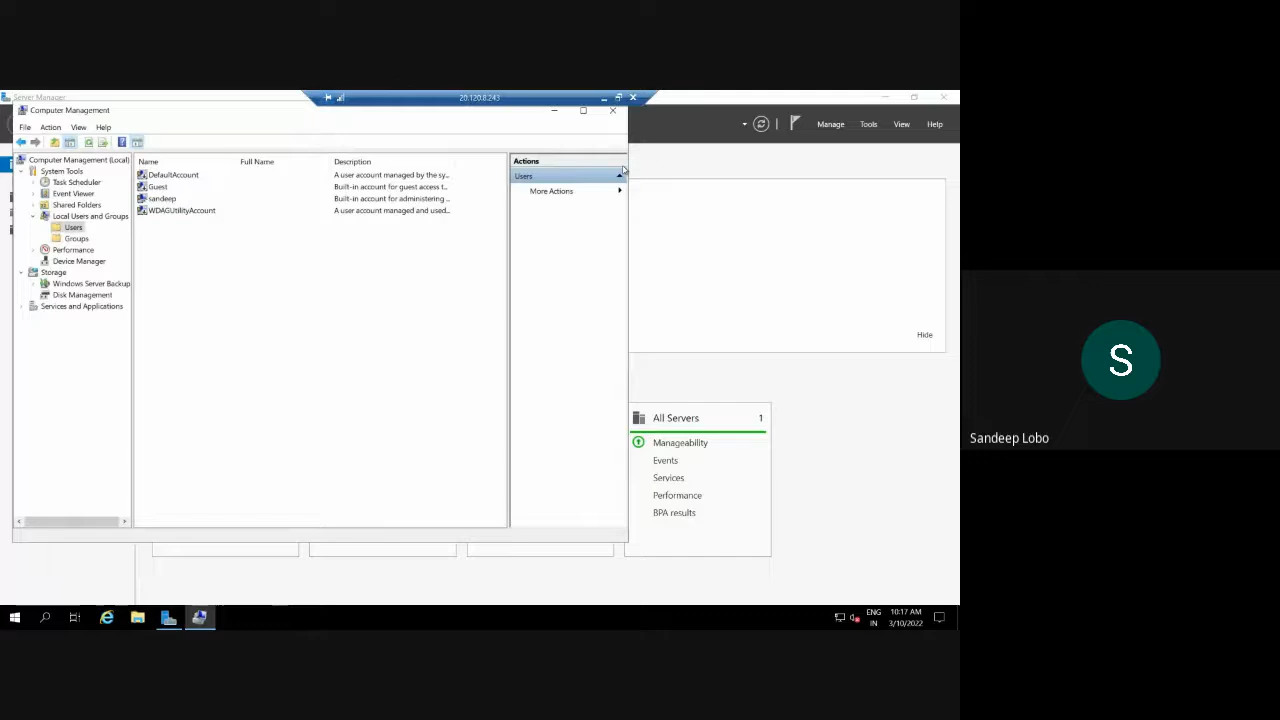 Server Manager
20.120.8.243
Computer Management
File Action View Help
Manage Tools View Help
Computer Management (Local)
System Tools
Task Scheduler
Event Viewer
Shared Folders
Local Users and Groups
Users
Groups
Performance
Device Manager
Storage
Windows Server Backup
Disk Management
Services and Applications
Name Full Name Description
DefaultAccount A user account managed by the sy...
Guest Built-in account for guest access t...
sandeep Built-in account for administering ...
WDAGUtilityAccount A user account managed and used...
Actions
Users
More Actions
Hide
All Servers 1
Manageability
Events
Services
Performance
BPA results
ENG
IN
10:17 AM
3/10/2022
S
Sandeep Lobo